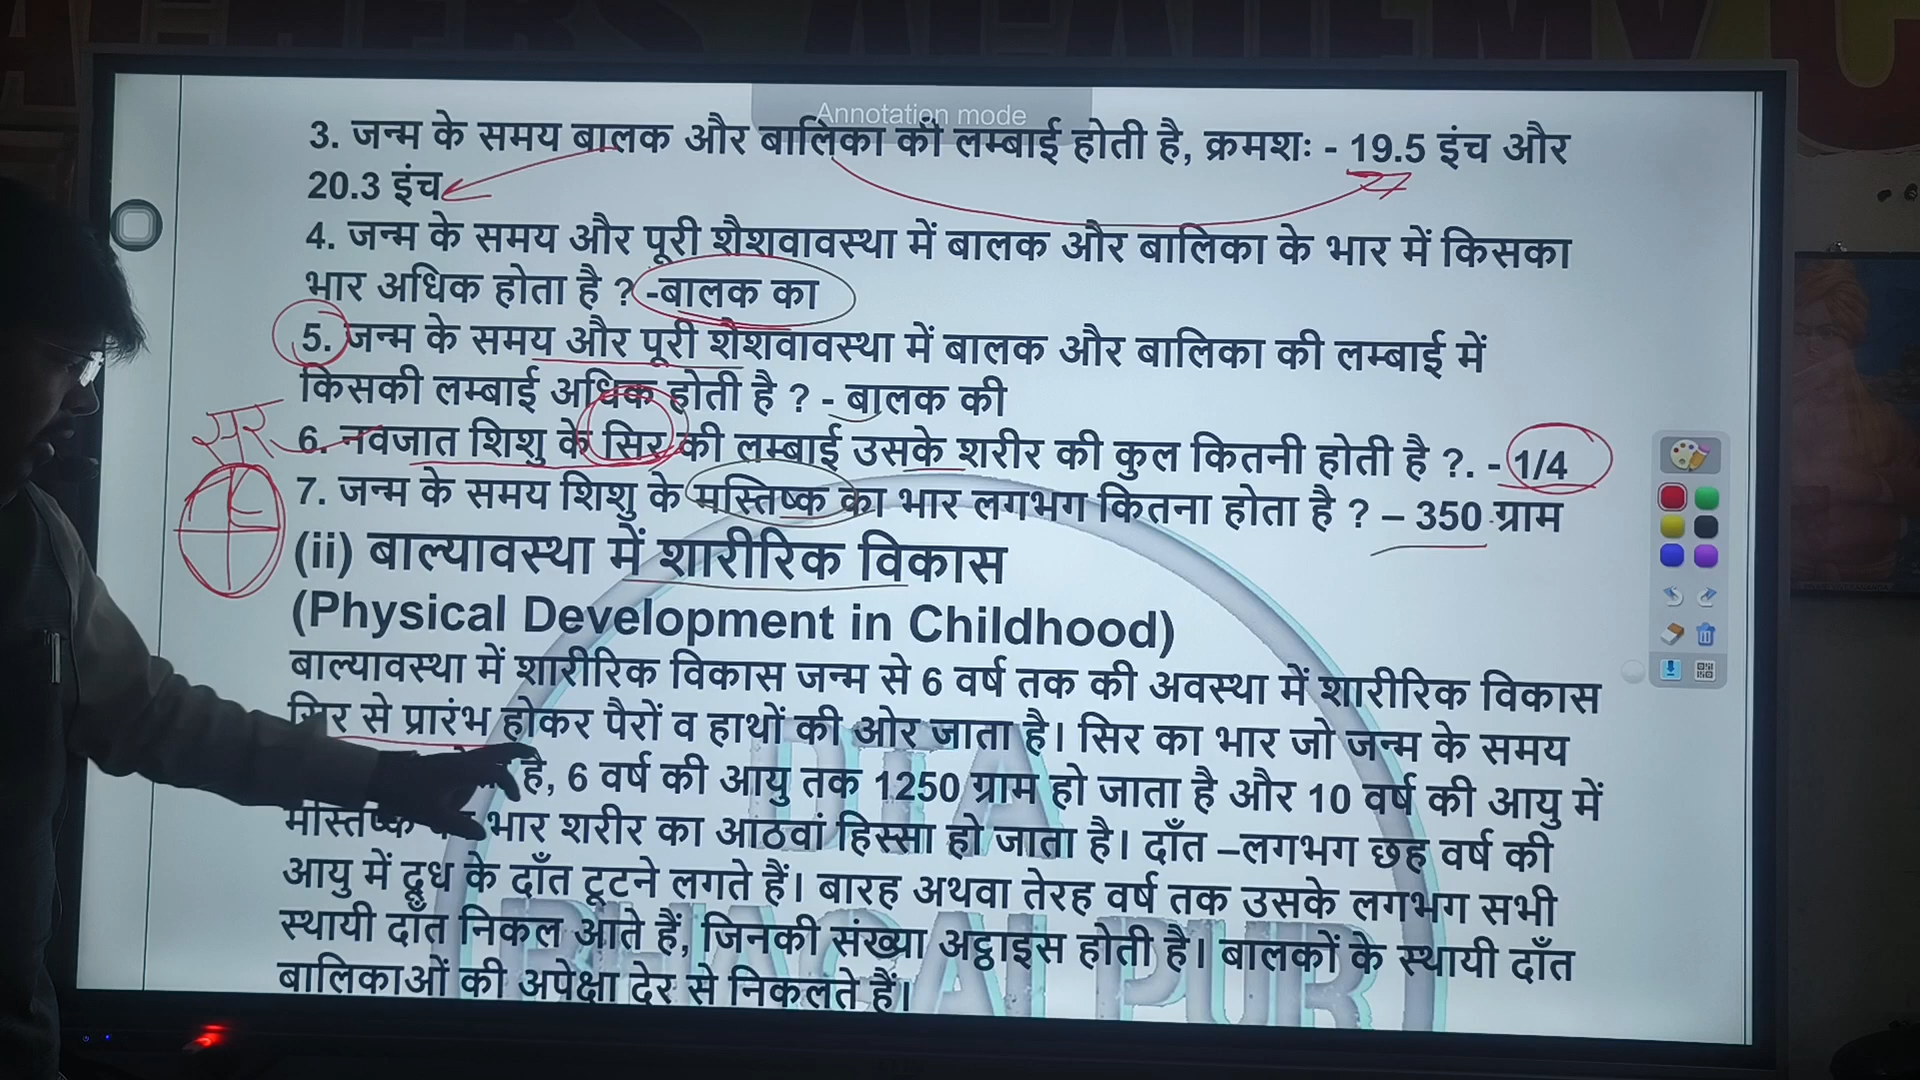 TEACHERS ACADEMY
Annotation mode
3. जन्म के समय बालक और बालिका की लम्बाई होती है, क्रमशः - 19.5 इंच और
20.3 इंच
4. जन्म के समय और पूरी शैशवावस्था में बालक और बालिका के भार में किसका
भार अधिक होता है ? -बालक का
5. जन्म के समय और पूरी शैशवावस्था में बालक और बालिका की लम्बाई में
किसकी लम्बाई अधिक होती है ? - बालक की
सर
6. नवजात शिशु के सिर की लम्बाई उसके शरीर की कुल कितनी होती है ?. - 1/4
7. जन्म के समय शिशु के मस्तिष्क का भार लगभग कितना होता है ? – 350 ग्राम
(ii) बाल्यावस्था में शारीरिक विकास
(Physical Development in Childhood)
बाल्यावस्था में शारीरिक विकास जन्म से 6 वर्ष तक की अवस्था में शारीरिक विकास
सिर से प्रारंभ होकर पैरों व हाथों की ओर जाता है। सिर का भार जो जन्म के समय
है, 6 वर्ष की आयु तक 1250 ग्राम हो जाता है और 10 वर्ष की आयु में
मस्तिष्क का भार शरीर का आठवां हिस्सा हो जाता है। दाँत –लगभग छह वर्ष की
आयु में दूध के दाँत टूटने लगते हैं। बारह अथवा तेरह वर्ष तक उसके लगभग सभी
स्थायी दाँत निकल आते हैं, जिनकी संख्या अट्ठाइस होती है। बालकों के स्थायी दाँत
बालिकाओं की अपेक्षा देर से निकलते हैं।
DTA
BHAGALPUR